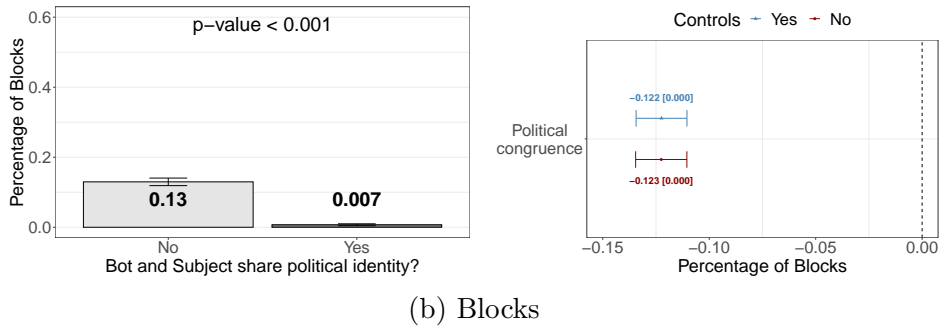 p−value < 0.001
Percentage of Blocks
0.6
0.4
0.2
0.0
0.13
0.007
No
Yes
Bot and Subject share political identity?
Controls Yes No
Political
congruence
−0.122 [0.000]
−0.123 [0.000]
−0.15 −0.10 −0.05 0.00
Percentage of Blocks
(b) Blocks